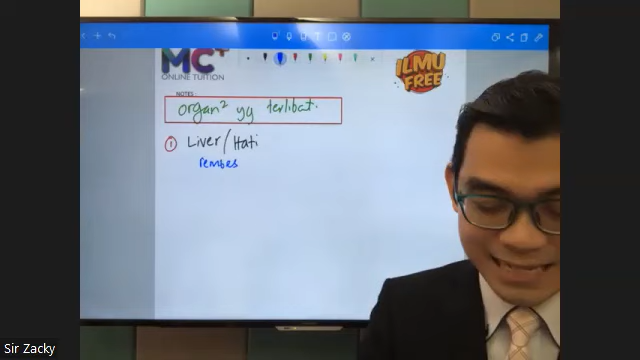 MC+
ONLINE TUITION
ILMU
FREE
NOTES :
organ² yg terlibat.
① Liver/Hati
rembes
Sir Zacky